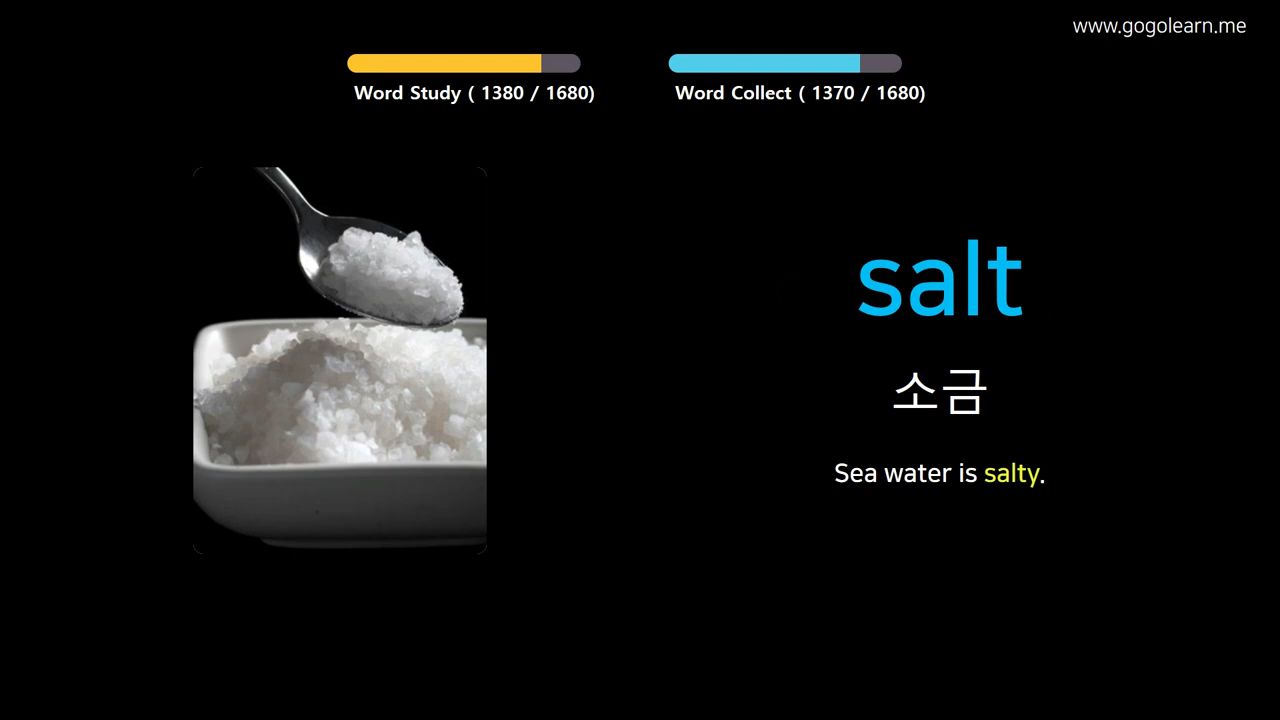 www.gogolearn.me
Word Study ( 1380 / 1680)
Word Collect ( 1370 / 1680)
salt
소금
Sea water is salty.